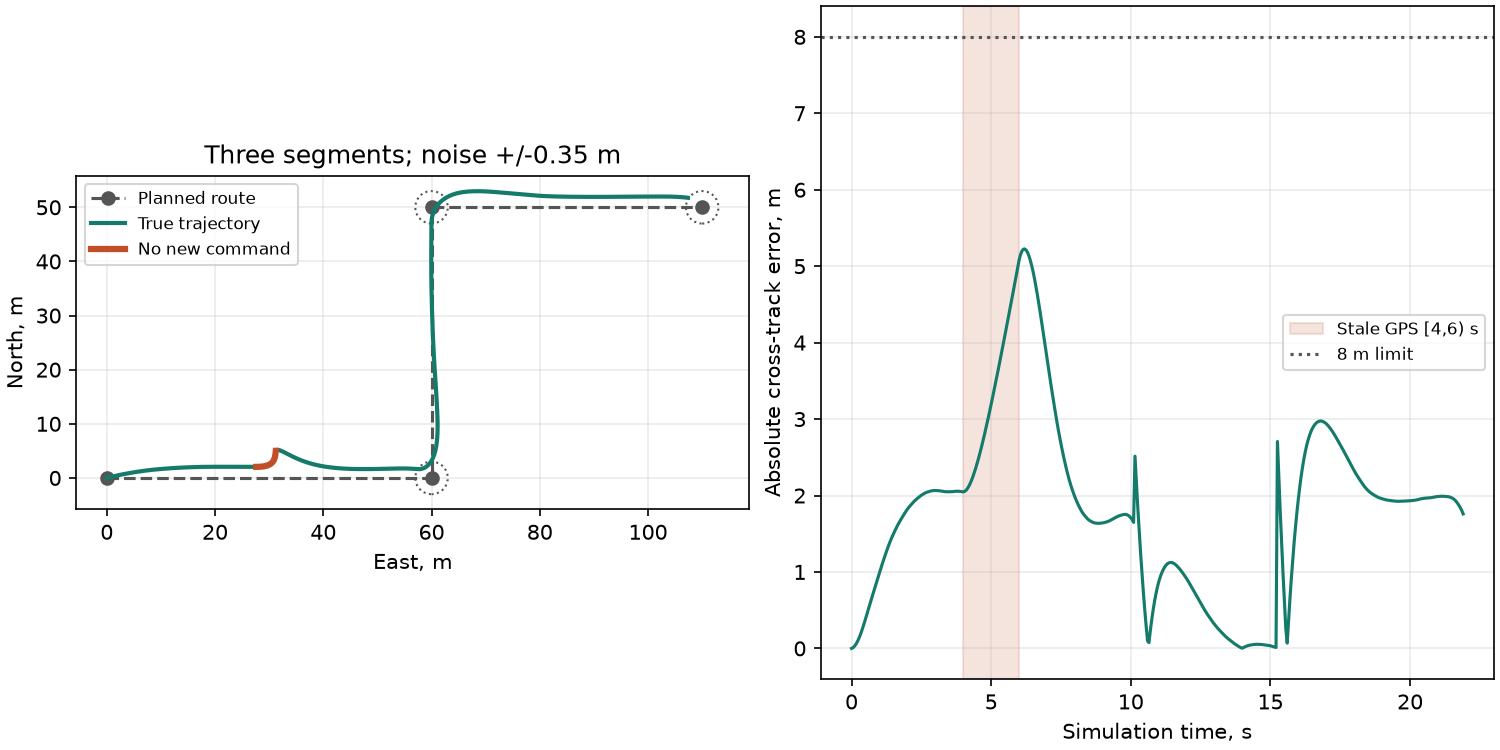 Three segments; noise +/-0.35 m
Planned route
True trajectory
No new command
North, m
50
40
30
20
10
0
0
20
40
60
80
100
East, m
Absolute cross-track error, m
8
7
6
5
4
3
2
1
0
Stale GPS [4,6) s
8 m limit
0
5
10
15
20
Simulation time, s